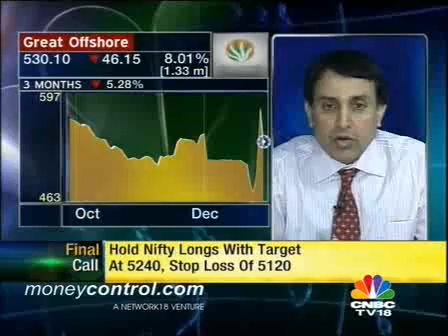 Great Offshore
530.10 ▼ 46.15 8.01%
[1.33 m]
3 MONTHS ▼ 5.28%
597
463
Oct Dec
Final Call
Hold Nifty Longs With Target
At 5240, Stop Loss Of 5120
moneycontrol.com
A NETWORK18 VENTURE
CNBC
TV18